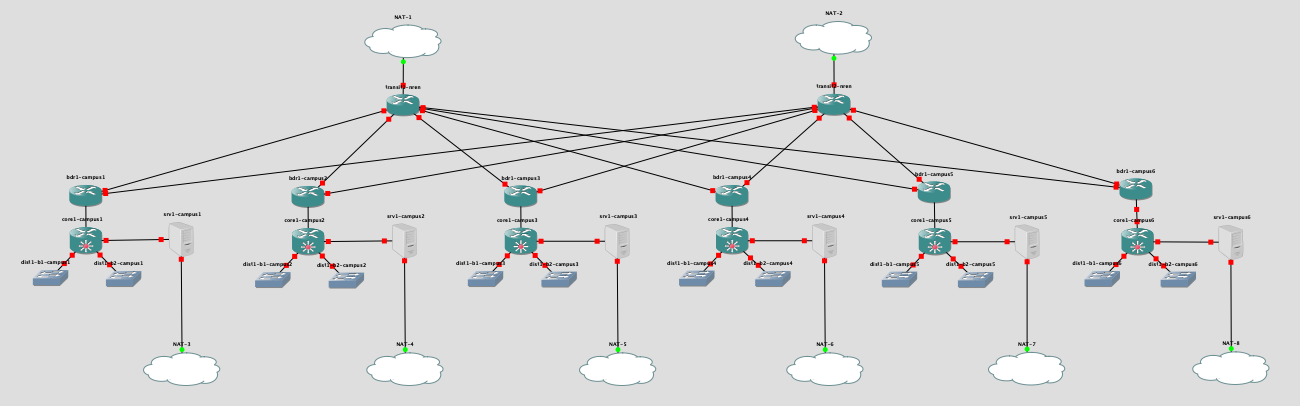 NAT-1
NAT-2
transit-nren
transit-nren
bdr1-campus1
bdr1-campus2
bdr1-campus3
bdr1-campus4
bdr1-campus5
bdr1-campus6
core1-campus1
srv1-campus1
core1-campus2
srv1-campus2
core1-campus3
srv1-campus3
core1-campus4
srv1-campus4
core1-campus5
srv1-campus5
core1-campus6
srv1-campus6
dist1-b1-campus1
dist1-b2-campus1
dist1-b1-campus2
dist1-b2-campus2
dist1-b1-campus3
dist1-b2-campus3
dist1-b1-campus4
dist1-b2-campus4
dist1-b1-campus5
dist1-b2-campus5
dist1-b1-campus6
dist1-b2-campus6
NAT-3
NAT-4
NAT-5
NAT-6
NAT-7
NAT-8